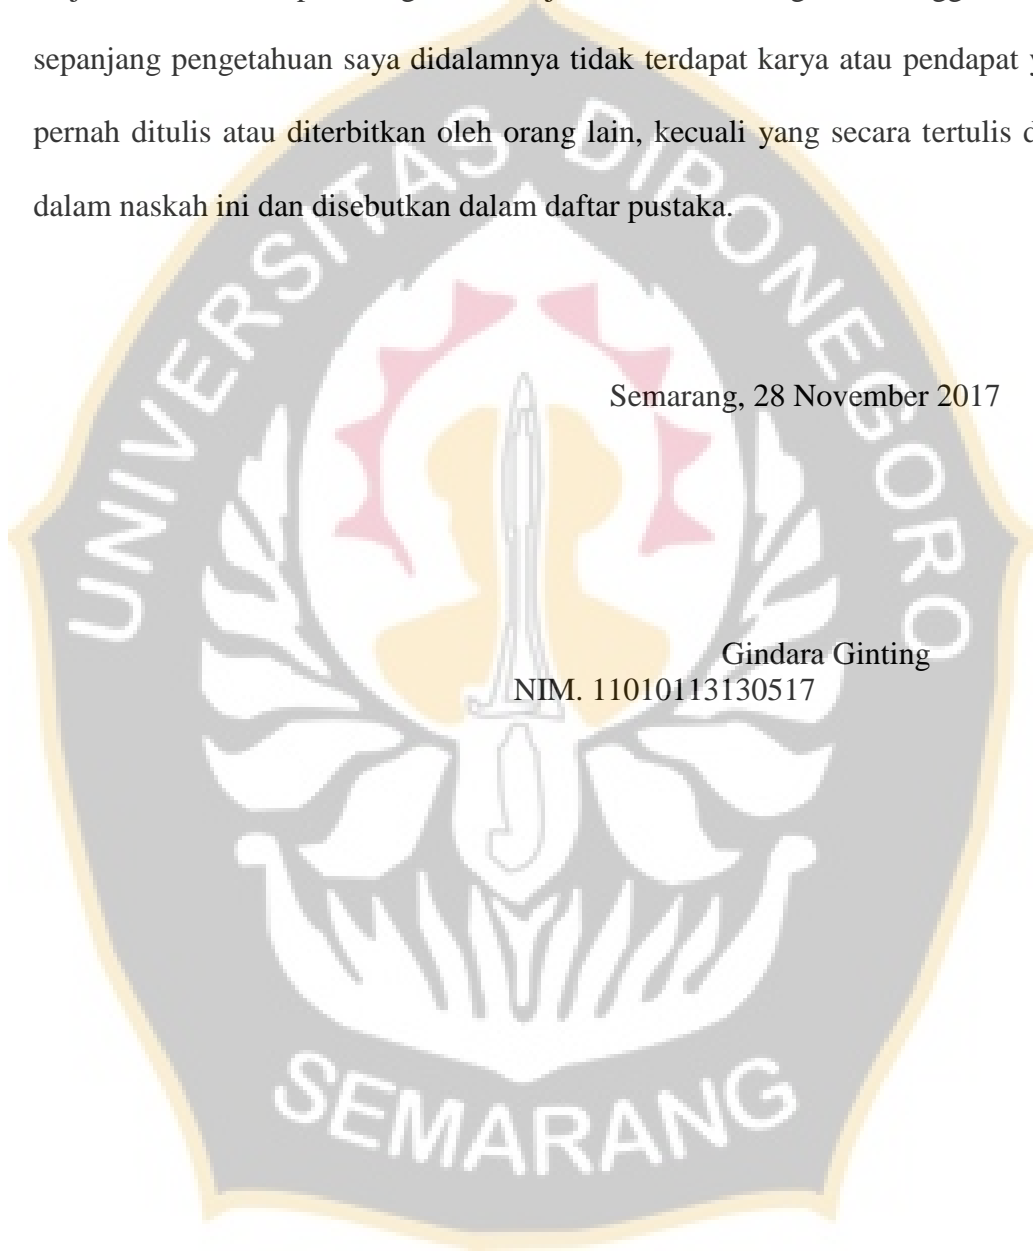 sepanjang pengetahuan saya didalamnya tidak terdapat karya atau pendapat
pernah ditulis atau diterbitkan oleh orang lain, kecuali yang secara tertulis
dalam naskah ini dan disebutkan dalam daftar pustaka.
UNIVERSITAS DIPONEGORO
Semarang, 28 November 2017
Gindara Ginting
NIM. 11010113130517
SEMARANG